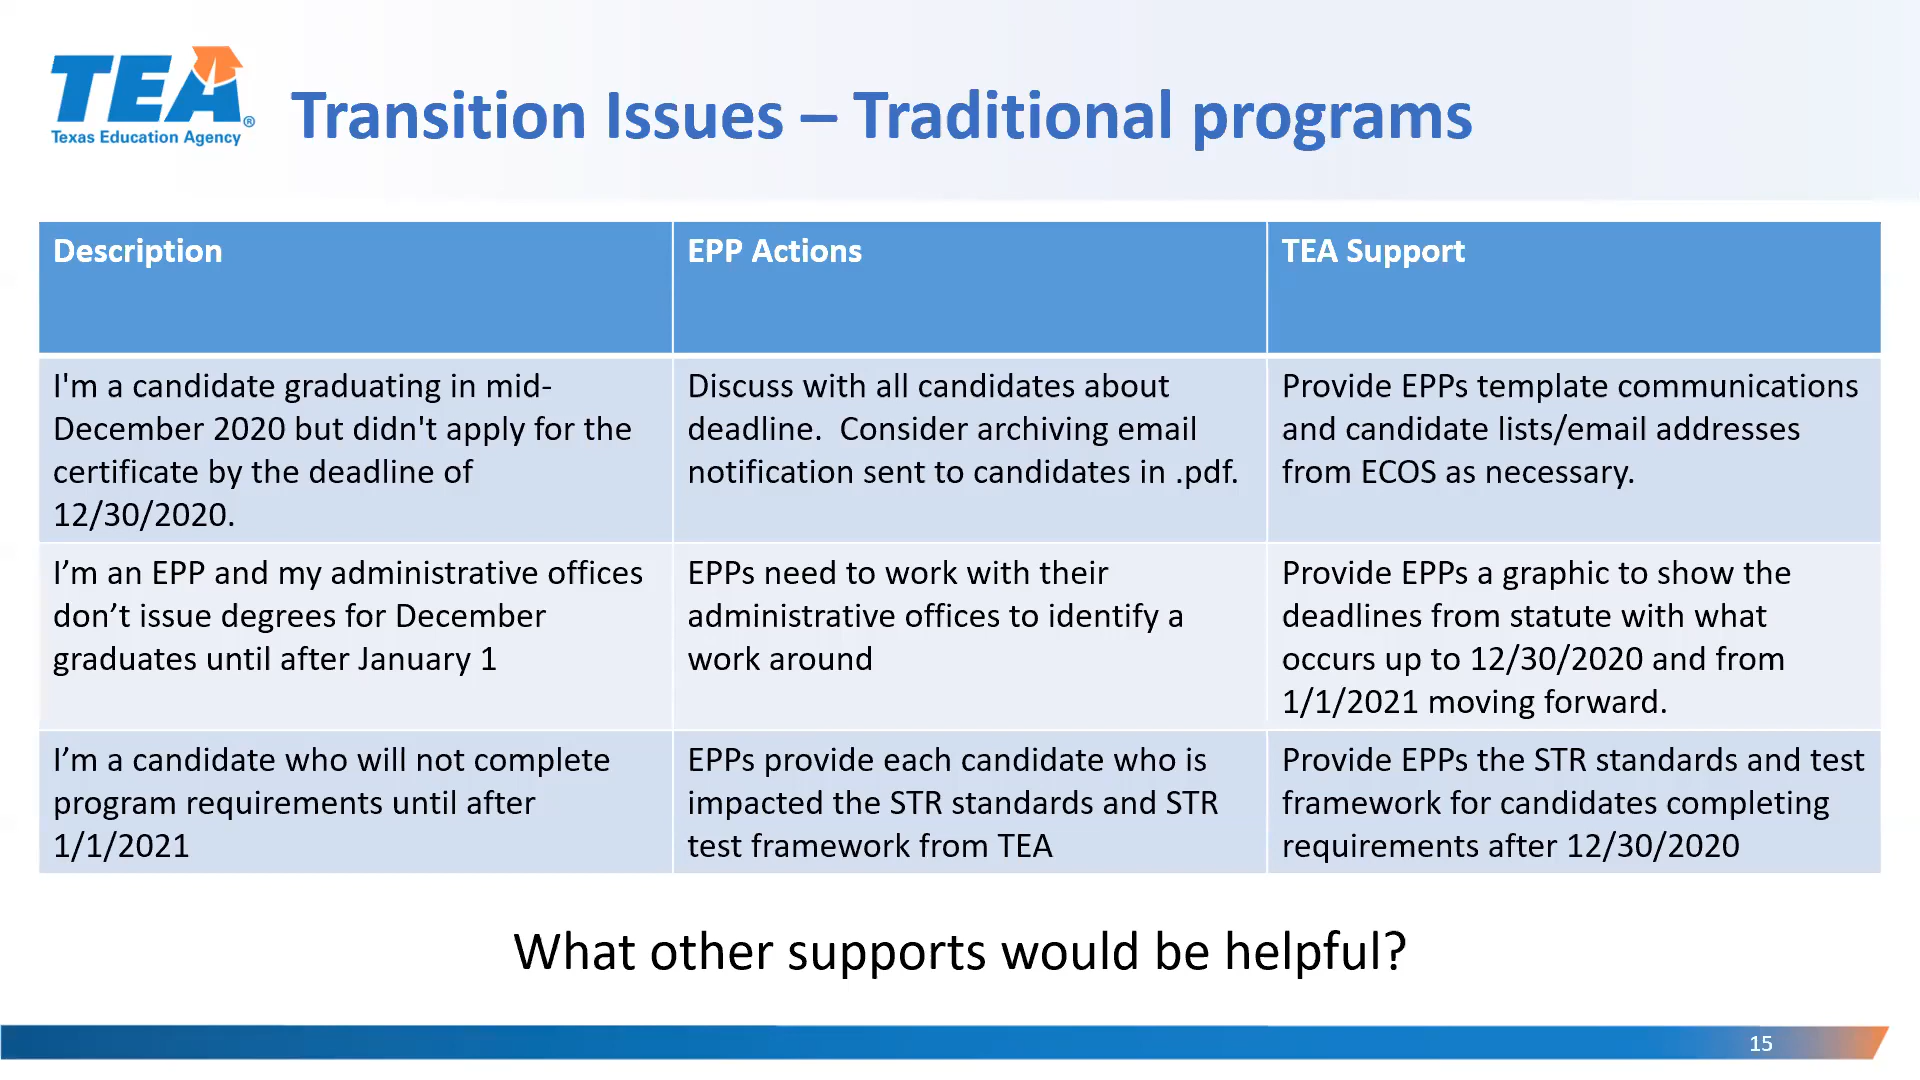 TEA®
Texas Education Agency
Transition Issues – Traditional programs
Description
EPP Actions
TEA Support
I'm a candidate graduating in mid-
December 2020 but didn't apply for the
certificate by the deadline of
12/30/2020.
Discuss with all candidates about
deadline.  Consider archiving email
notification sent to candidates in .pdf.
Provide EPPs template communications
and candidate lists/email addresses
from ECOS as necessary.
I’m an EPP and my administrative offices
don’t issue degrees for December
graduates until after January 1
EPPs need to work with their
administrative offices to identify a
work around
Provide EPPs a graphic to show the
deadlines from statute with what
occurs up to 12/30/2020 and from
1/1/2021 moving forward.
I’m a candidate who will not complete
program requirements until after
1/1/2021
EPPs provide each candidate who is
impacted the STR standards and STR
test framework from TEA
Provide EPPs the STR standards and test
framework for candidates completing
requirements after 12/30/2020
What other supports would be helpful?
15